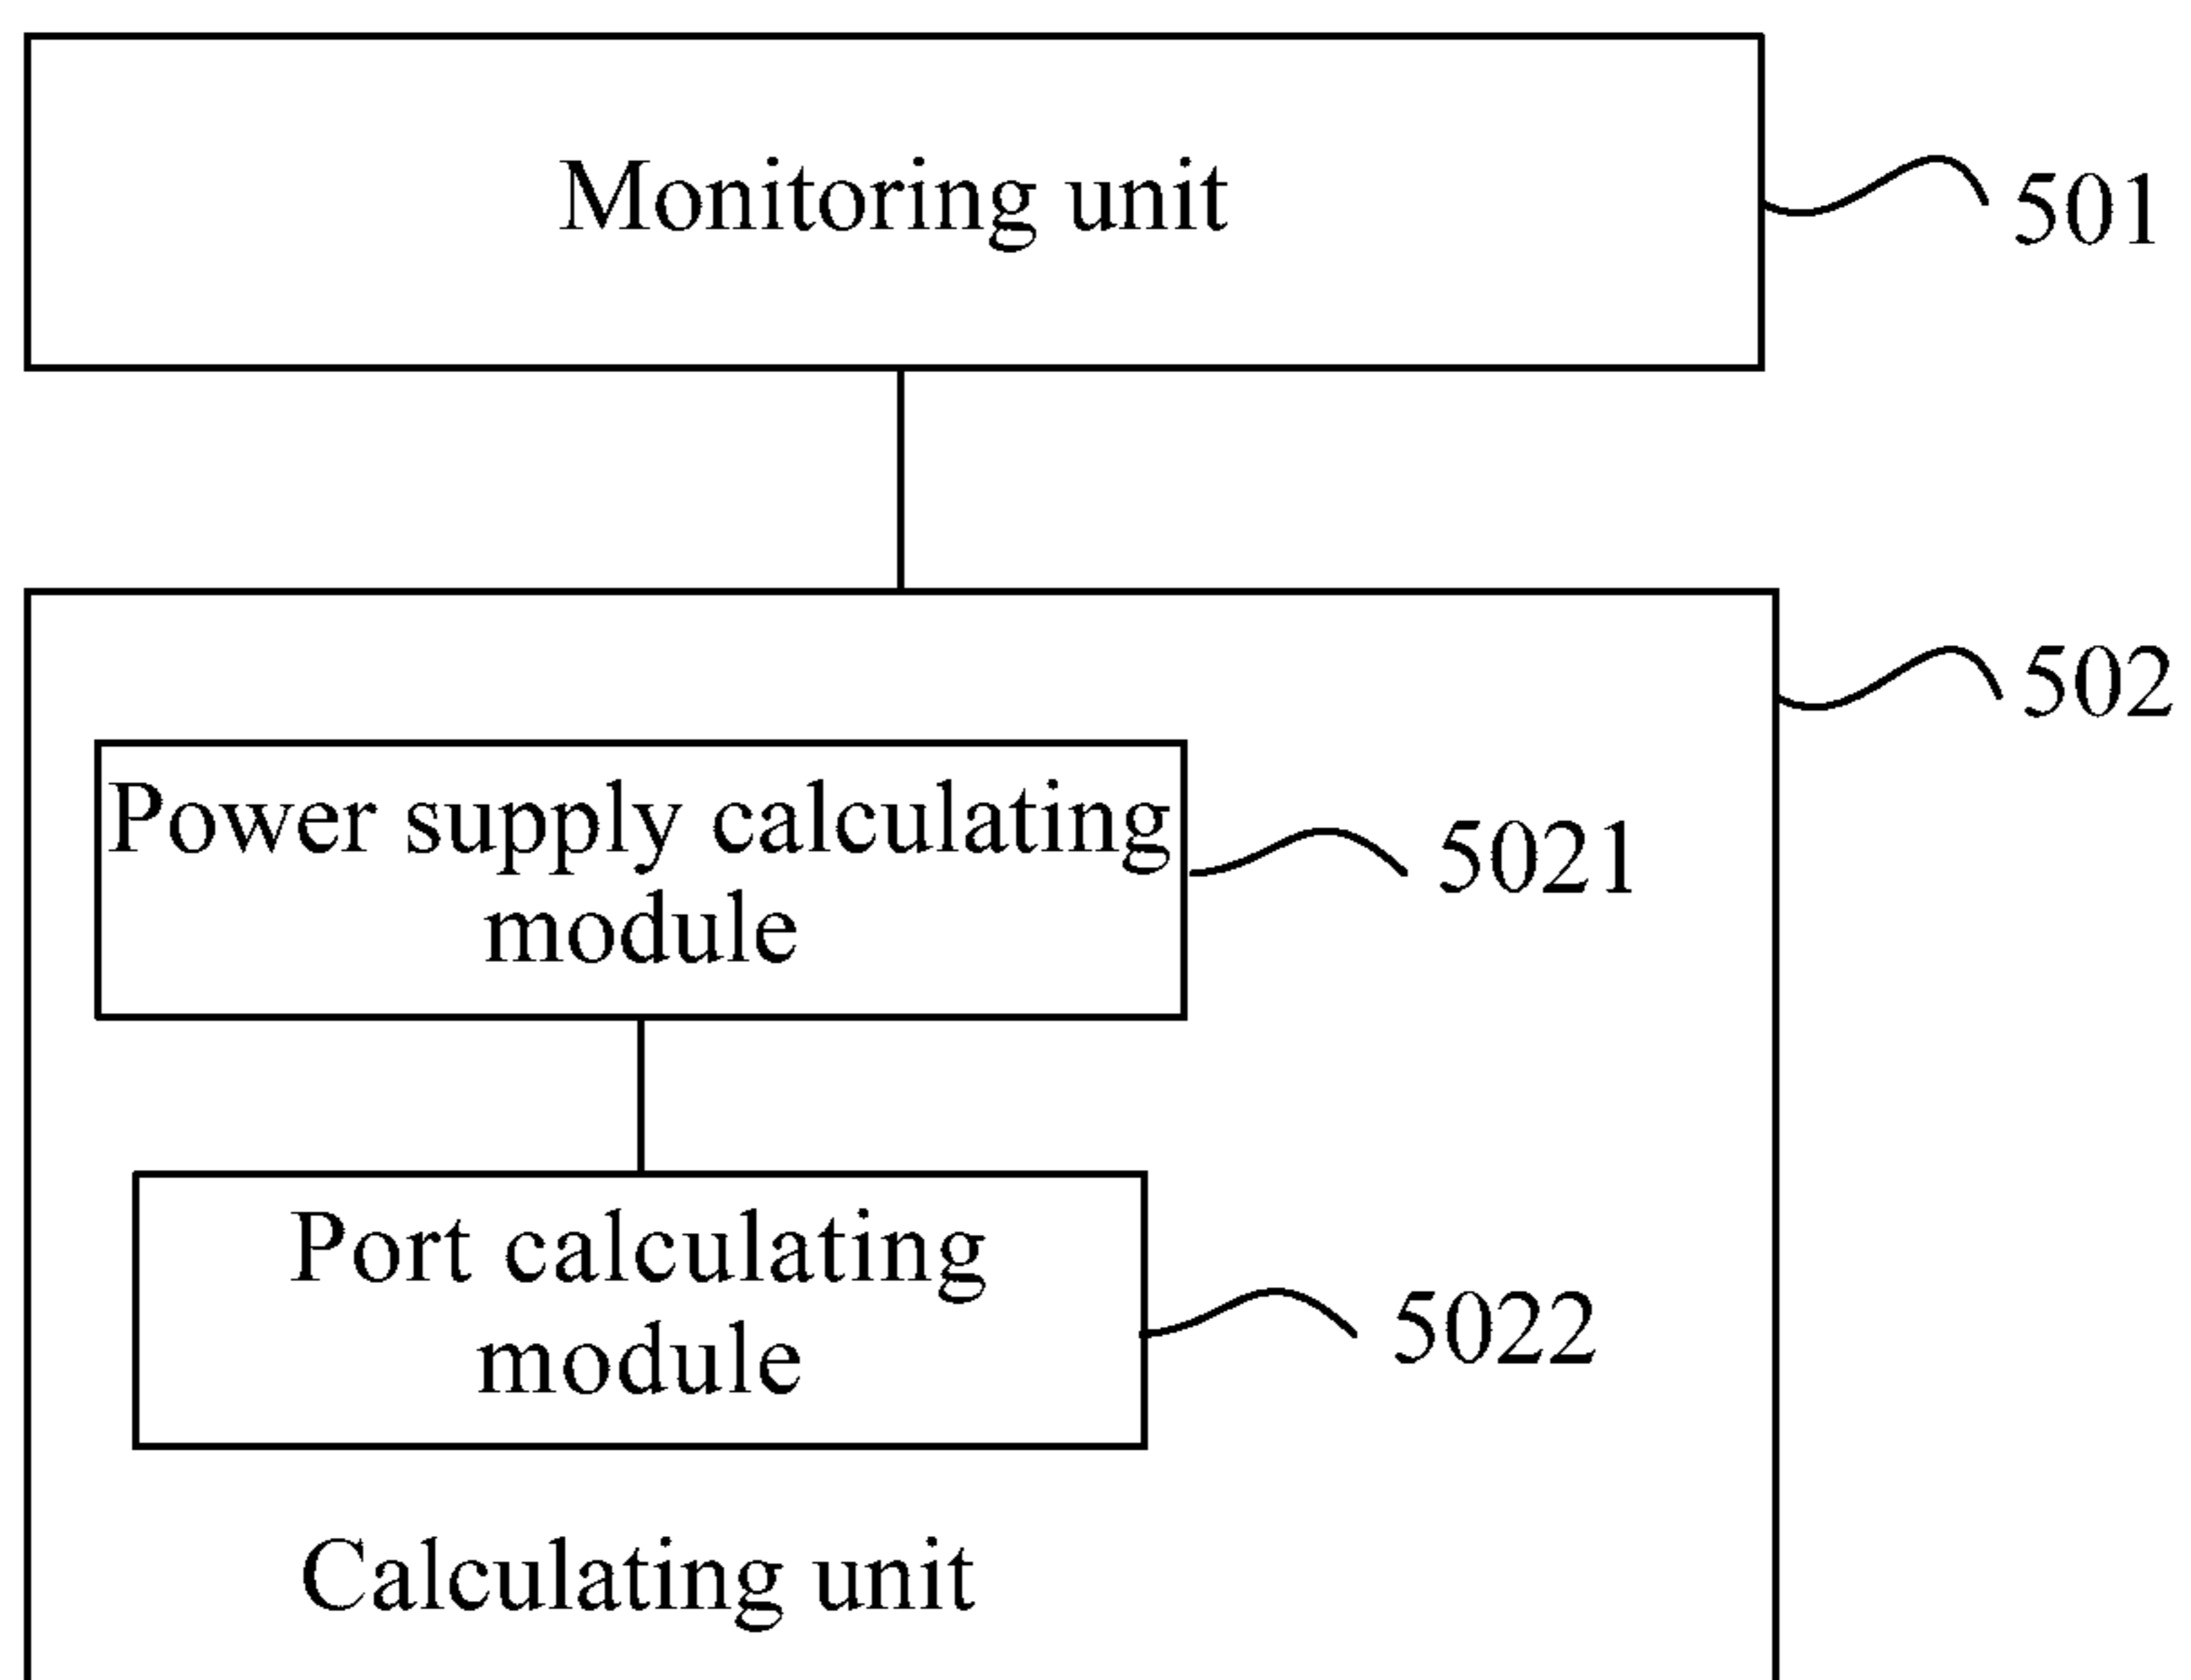 Monitoring unit
501
502
Power supply calculating
module
5021
Port calculating
module
5022
Calculating unit